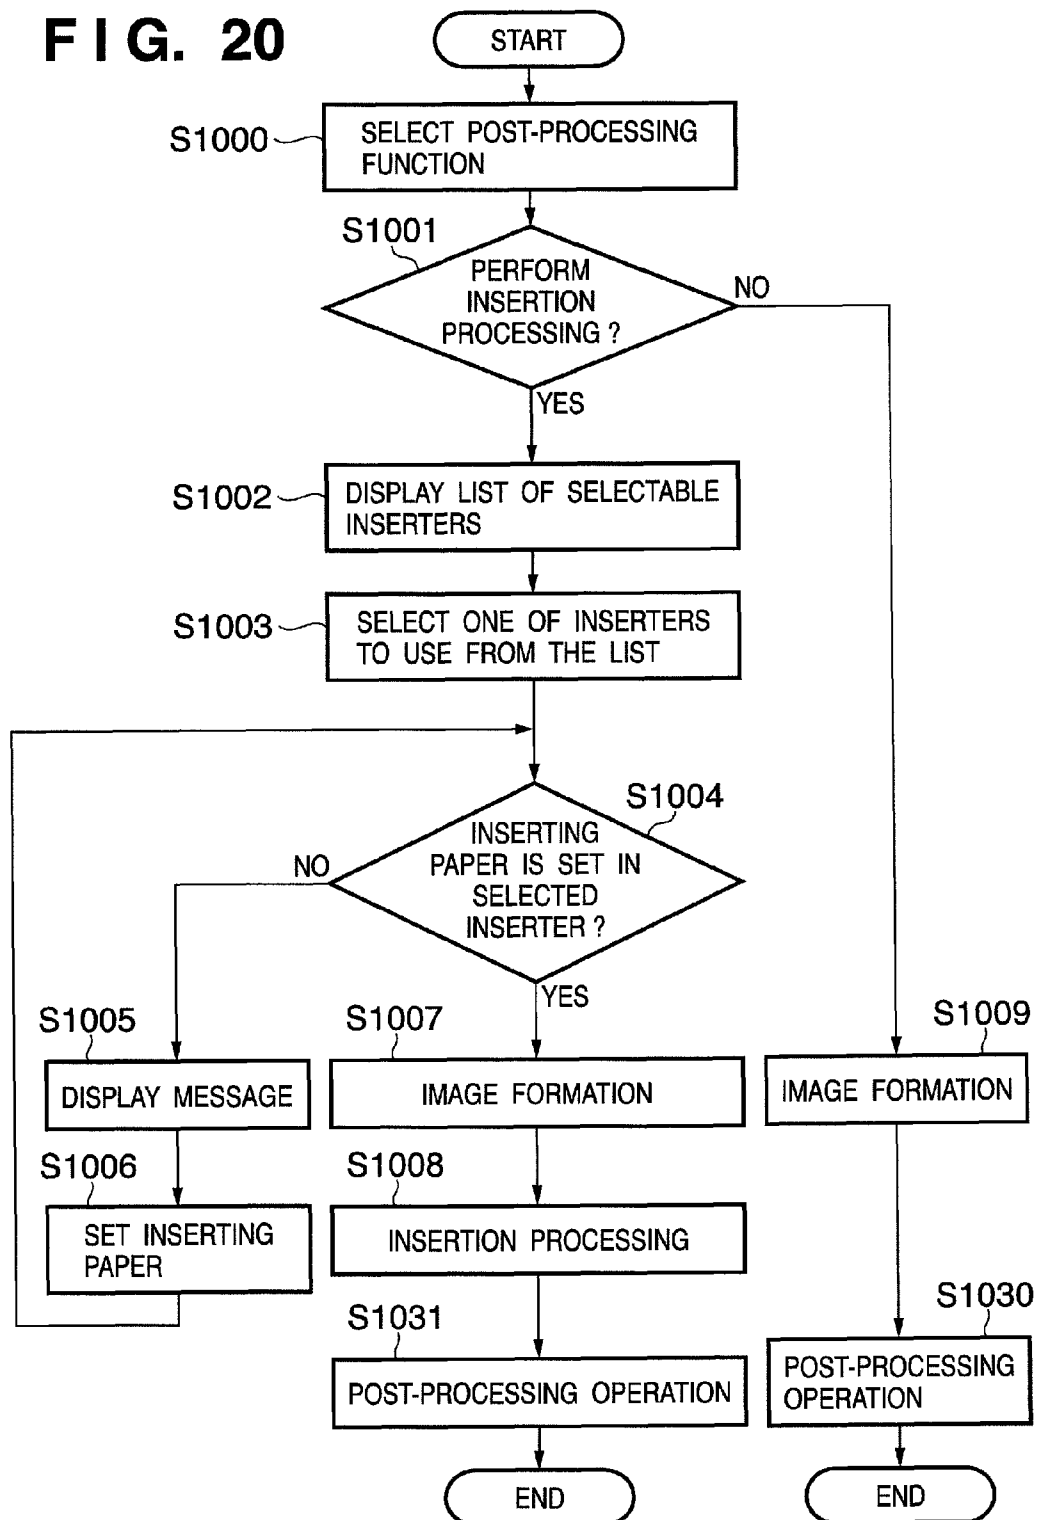 FIG. 20
START
S1000
SELECT POST-PROCESSING
FUNCTION
S1001
PERFORM
INSERTION
PROCESSING ?
NO
YES
S1002
DISPLAY LIST OF SELECTABLE
INSERTERS
S1003
SELECT ONE OF INSERTERS
TO USE FROM THE LIST
S1004
INSERTING
PAPER IS SET IN
SELECTED
INSERTER ?
NO
YES
S1005
DISPLAY MESSAGE
S1006
SET INSERTING
PAPER
S1007
IMAGE FORMATION
S1008
INSERTION PROCESSING
S1031
POST-PROCESSING OPERATION
END
S1009
IMAGE FORMATION
S1030
POST-PROCESSING
OPERATION
END